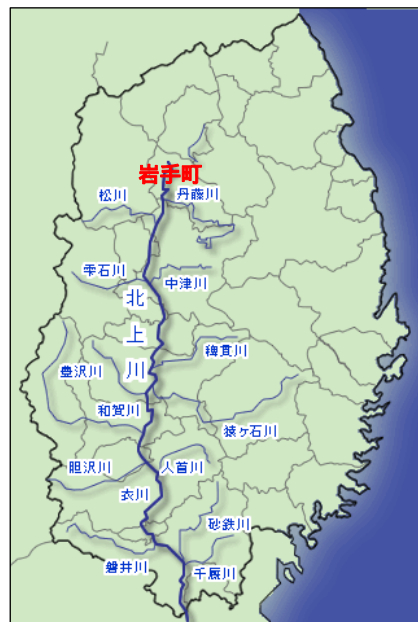 岩手町
松川
丹藤川
雫石川
中津川
北上川
稗貫川
豊沢川
和賀川
猿ヶ石川
胆沢川
人首川
衣川
砂鉄川
磐井川
千厩川